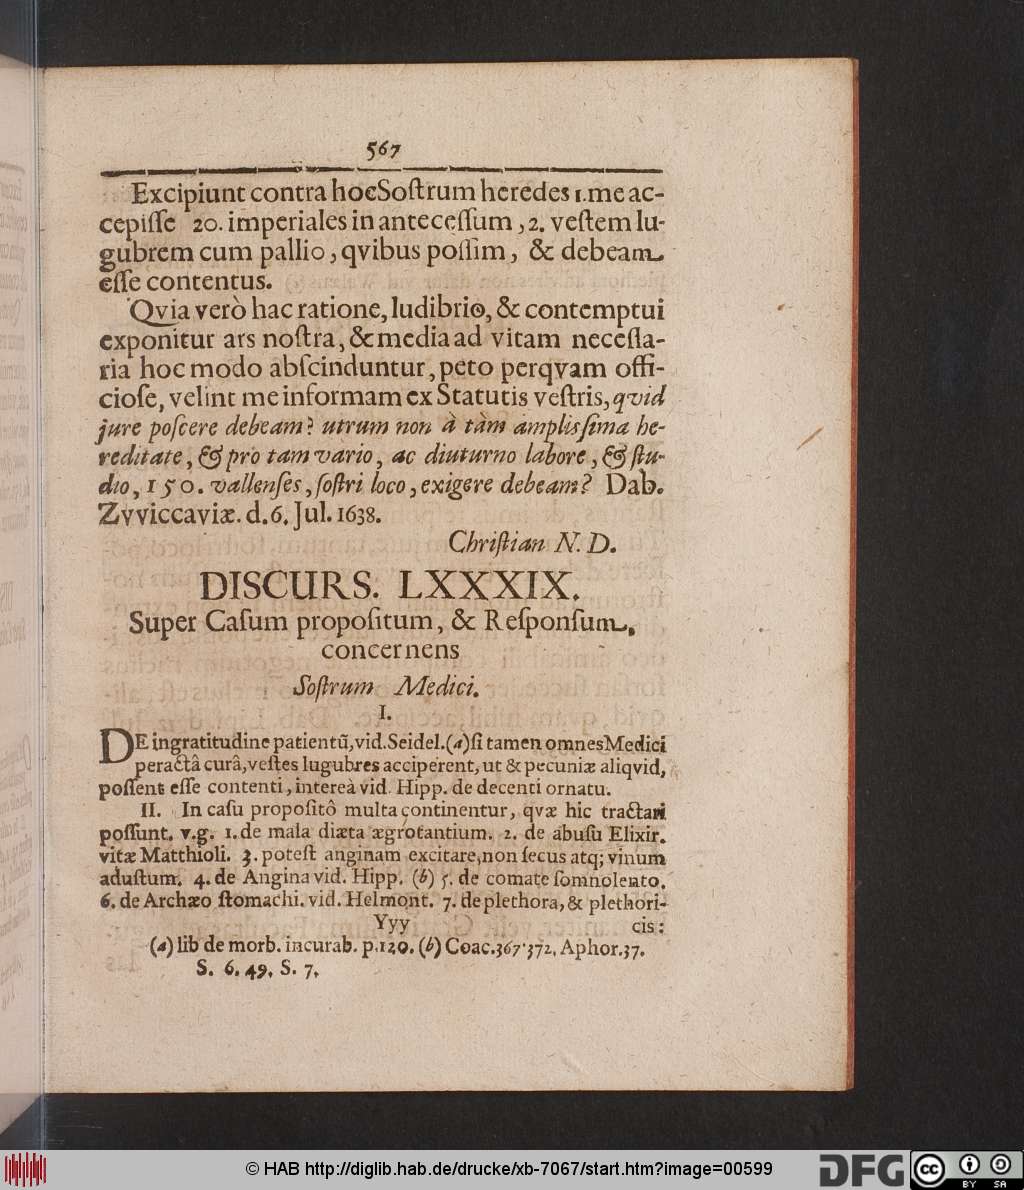 567
Excipiunt contra hoc Sostrum heredes 1. me ac-
cepisse 20. imperiales in antecessum, 2. vestem lu-
gubrem cum pallio, qvibus possim, & debeam
esse contentus.
Qvia verò hac ratione, ludibrio, & contemptui
exponitur ars nostra, & media ad vitam necessa-
ria hoc modo abscinduntur, peto perqvam offi-
ciose, velint me informam ex Statutis vestris, qvid
jure poscere debeam? utrum non à tàm amplissima he-
reditate, & pro tam vario, ac diuturno labore, & stu-
dio, 150. vallenses, sostri loco, exigere debeam? Dab.
Zvviccaviæ. d. 6. Jul. 1638.
Christian N. D.
DISCURS. LXXXIX.
Super Casum propositum, & Responsum,
concernens
Sostrum Medici.
I.
DE ingratitudine patientũ, vid. Seidel. (a) si tamen omnes Medici
peractâ curâ, vestes lugubres acciperent, ut & pecuniæ aliqvid,
possent esse contenti, intereà vid. Hipp. de decenti ornatu.
II. In casu propositô multa continentur, qvæ hic tractari
possunt. v.g. 1. de mala diæta ægrotantium. 2. de abusu Elixir.
vitæ Matthioli. 3. potest anginam excitare, non secus atq; vinum
adustum. 4. de Angina vid. Hipp. (b) 5. de comate somnolento.
6. de Archæo stomachi. vid. Helmont. 7. de plethora, & plethori-
Yyy cis:
(a) lib de morb. incurab. p. 120. (b) Coac. 367. 372. Aphor. 37.
S. 6. 49. S. 7.
© HAB http://diglib.hab.de/drucke/xb-7067/start.htm?image=00599
DFG
cc BY SA